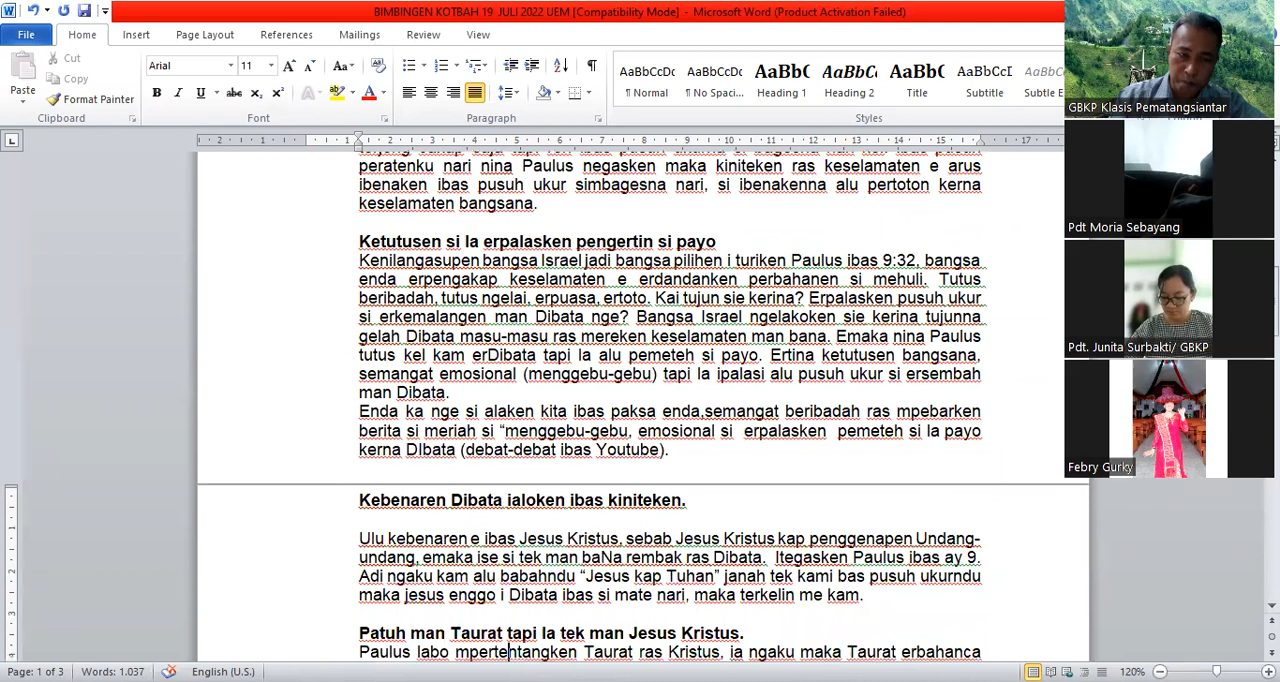 BIMBINGEN KOTBAH 19 JULI 2022 UEM [Compatibility Mode] - Microsoft Word (Product Activation Failed)
File Home Insert Page Layout References Mailings Review View
Cut
Copy
Paste
Format Painter
Arial 11
AaBbCcDc AaBbCcDc AaBbC AaBbCc AaBbC AaBbCcD AaBbCcD
¶ Normal ¶ No Spaci... Heading 1 Heading 2 Title Subtitle Subtle E
Clipboard Font Paragraph Styles
peratenku nari nina Paulus negasken maka kiniteken ras keselamaten e arus
ibenaken ibas pusuh ukur simbagesna nari, si ibenakenna alu pertoton kerna
keselamaten bangsana.
Ketutusen si la erpalasken pengertin si payo
Kenilangasupen bangsa Israel jadi bangsa pilihen i turiken Paulus ibas 9:32, bangsa
enda erpengakap keselamaten e erdandanken perbahanen si mehuli. Tutus
beribadah, tutus ngelai, erpuasa, ertoto. Kai tujun sie kerina? Erpalasken pusuh ukur
si erkemalangen man Dibata nge? Bangsa Israel ngelakoken sie kerina tujunna
gelah Dibata masu-masu ras mereken keselamaten man bana. Emaka nina Paulus
tutus kel kam erDibata tapi la alu pemeteh si payo. Ertina ketutusen bangsana,
semangat emosional (menggebu-gebu) tapi la ipalasi alu pusuh ukur si ersembah
man Dibata.
Enda ka nge si alaken kita ibas paksa enda,semangat beribadah ras mpebarken
berita si meriah si “menggebu-gebu, emosional si erpalasken pemeteh si la payo
kerna DIbata (debat-debat ibas Youtube).
Kebenaren Dibata ialoken ibas kiniteken.
Ulu kebenaren e ibas Jesus Kristus, sebab Jesus Kristus kap penggenapen Undang-
undang, emaka ise si tek man baNa rembak ras Dibata. Itegasken Paulus ibas ay 9.
Adi ngaku kam alu babahndu “Jesus kap Tuhan” janah tek kami bas pusuh ukurndu
maka jesus enggo i Dibata ibas si mate nari, maka terkelin me kam.
Patuh man Taurat tapi la tek man Jesus Kristus.
Paulus labo mpertentangken Taurat ras Kristus, ia ngaku maka Taurat erbahanca
GBKP Klasis Pematangsiantar
Pdt Moria Sebayang
Pdt. Junita Surbakti/ GBKP
Febry Gurky
Page: 1 of 3 Words: 1.037 English (U.S.) 120%